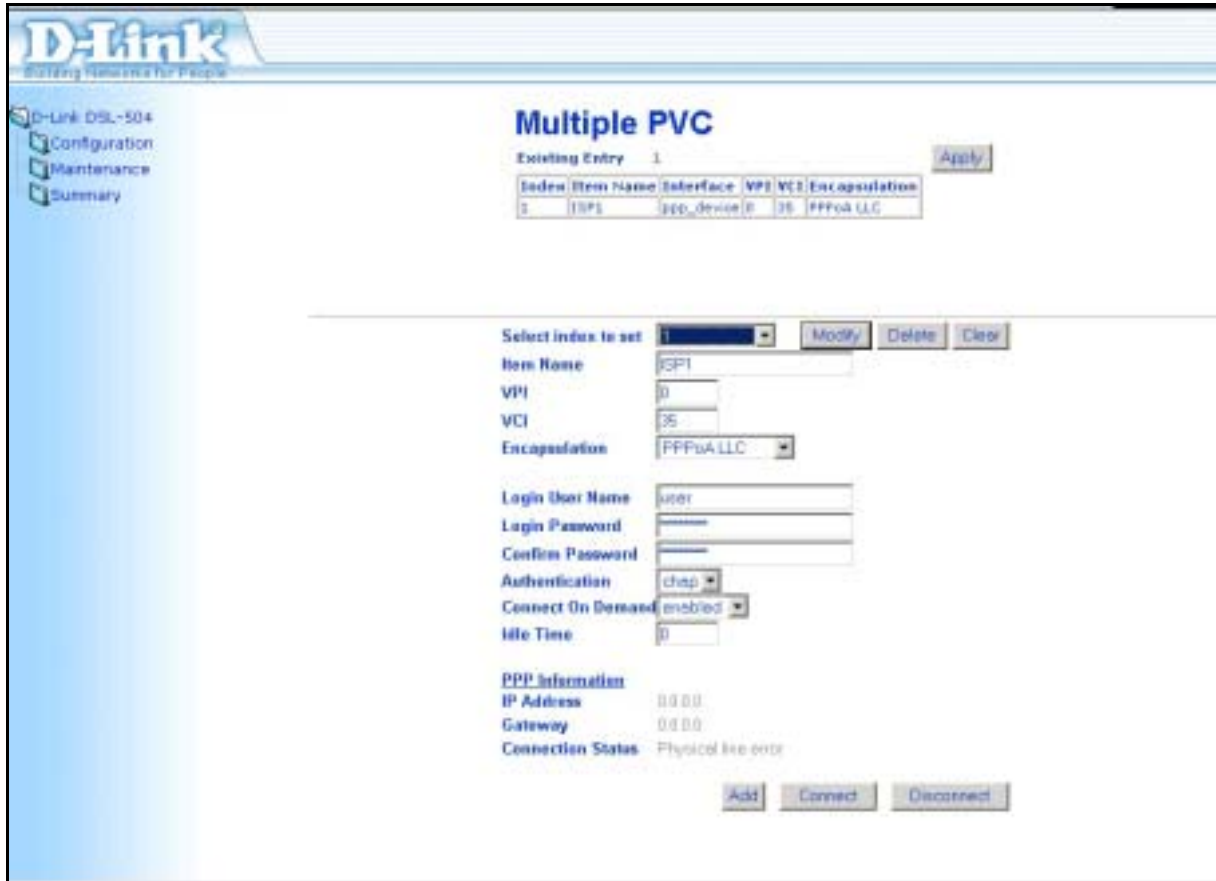 D-Link
Building Networks for People
D-Link DSL-504
Configuration
Maintenance
Summary
Multiple PVC
Existing Entry 1
Apply
Index Item Name Interface VPI VCI Encapsulation
1 ISP1 ppp_device 0 35 PPPoA LLC
Select index to set 1 Modify Delete Clear
Item Name ISP1
VPI 0
VCI 35
Encapsulation PPPoA LLC
Login User Name user
Login Password
Confirm Password
Authentication chap
Connect On Demand enabled
Idle Time 0
PPP Information
IP Address 0.0.0.0
Gateway 0.0.0.0
Connection Status Physical line error
Add Connect Disconnect